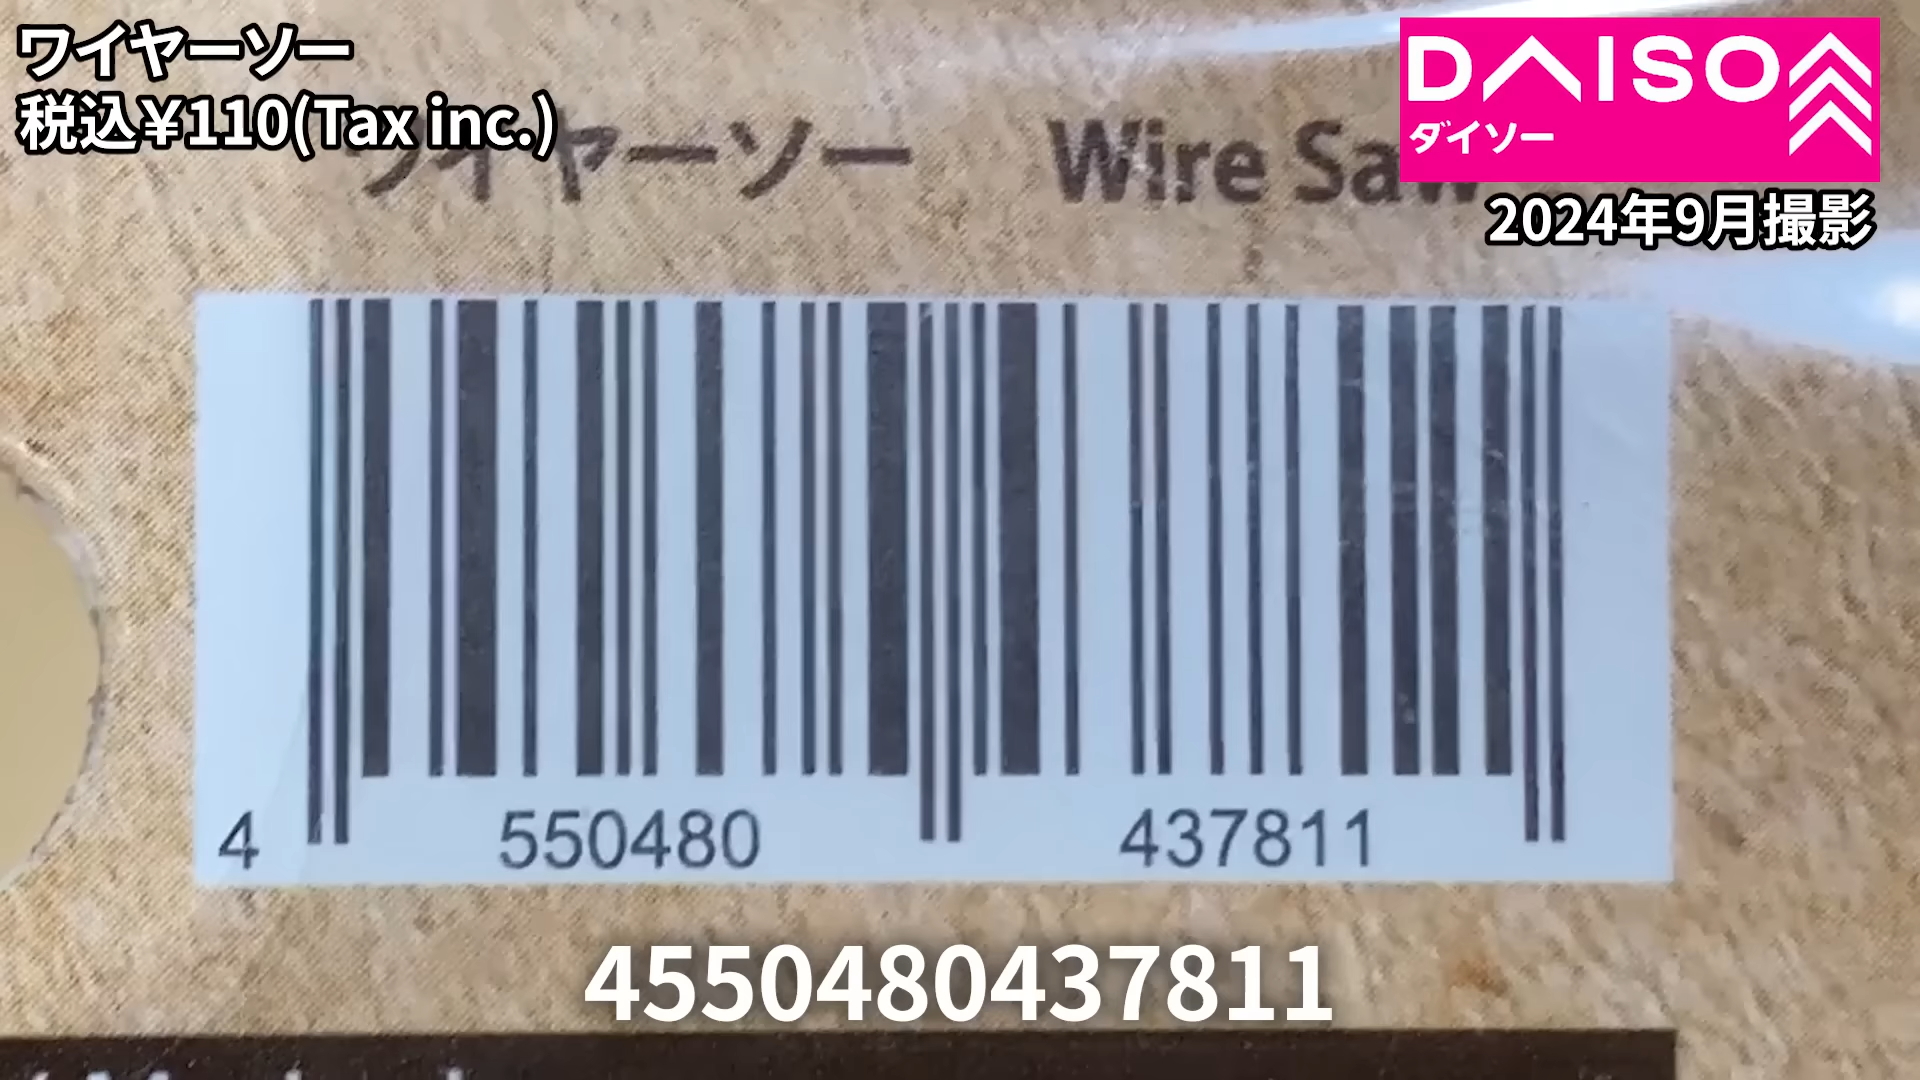 ワイヤーソー
税込¥110(Tax inc.)
DAISO
ダイソー
2024年9月撮影
ワイヤーソー Wire Saw
4 550480 437811
4550480437811